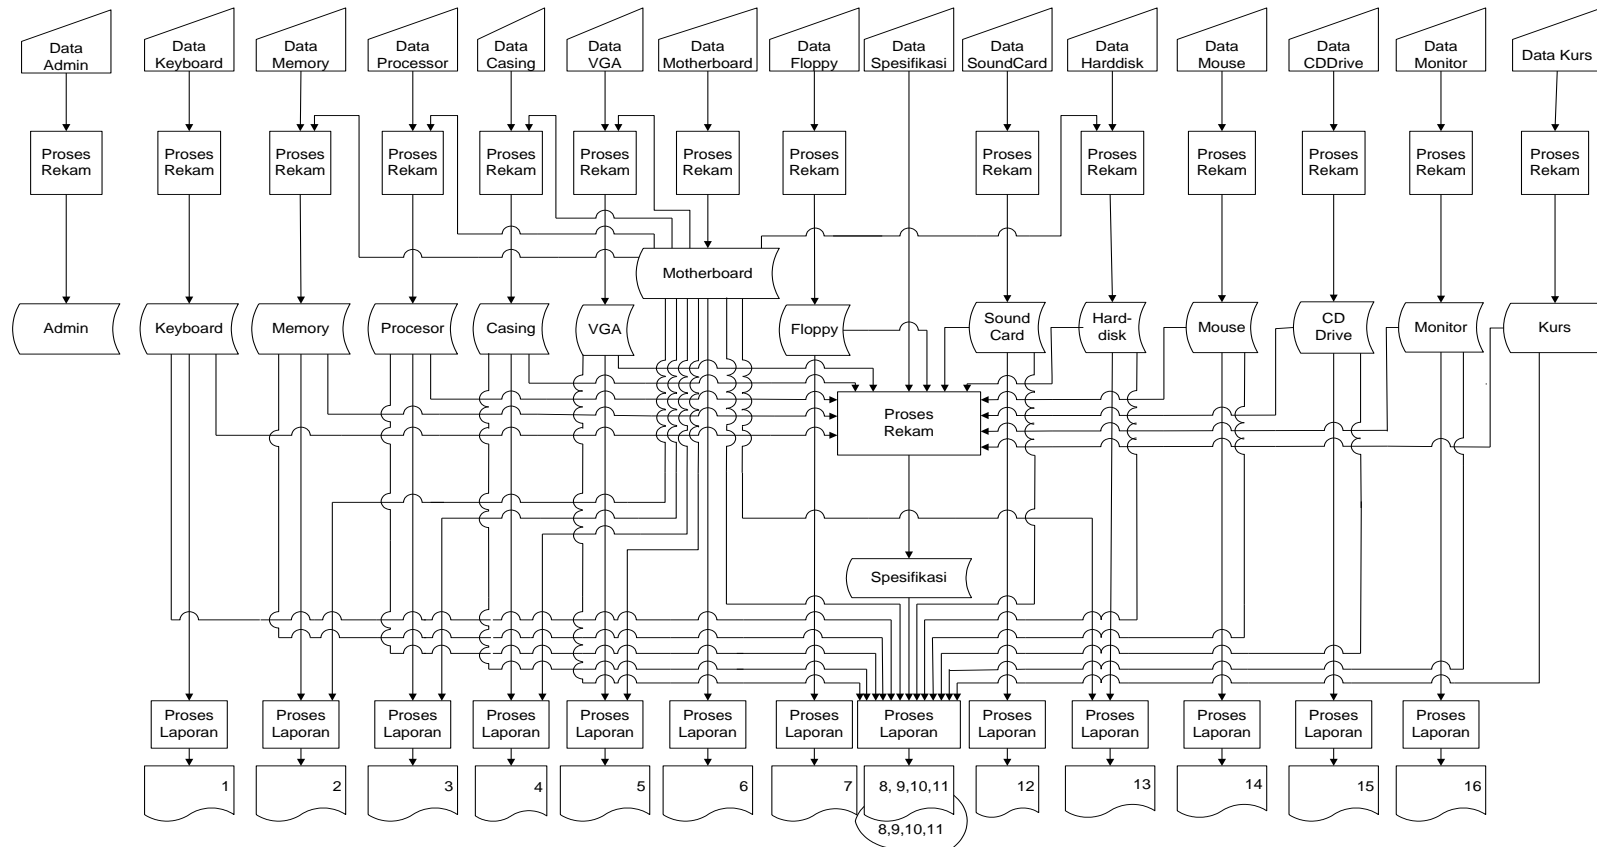 Data
Admin
Data
Keyboard
Data
Memory
Data
Processor
Data
Casing
Data
VGA
Data
Motherboard
Data
Floppy
Data
Spesifikasi
Data
SoundCard
Data
Harddisk
Data
Mouse
Data
CDDrive
Data
Monitor
Data Kurs
Proses
Rekam
Proses
Rekam
Proses
Rekam
Proses
Rekam
Proses
Rekam
Proses
Rekam
Proses
Rekam
Proses
Rekam
Proses
Rekam
Proses
Rekam
Proses
Rekam
Proses
Rekam
Proses
Rekam
Proses
Rekam
Motherboard
Admin
Keyboard
Memory
Procesor
Casing
VGA
Floppy
Sound
Card
Hard-
disk
Mouse
CD
Drive
Monitor
Kurs
Proses
Rekam
Spesifikasi
Proses
Laporan
Proses
Laporan
Proses
Laporan
Proses
Laporan
Proses
Laporan
Proses
Laporan
Proses
Laporan
Proses
Laporan
Proses
Laporan
Proses
Laporan
Proses
Laporan
Proses
Laporan
Proses
Laporan
1
2
3
4
5
6
7
8, 9,10,11
12
13
14
15
16
8,9,10,11